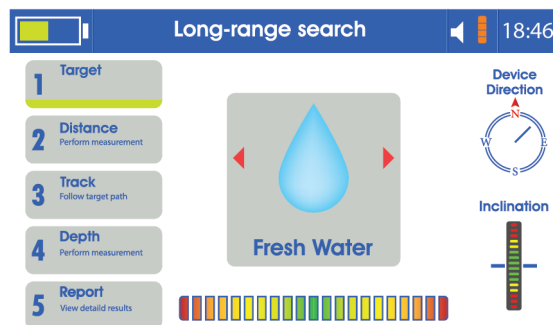 Long-range search
18:46
1
Target
2
Distance
Perform measurement
3
Track
Follow target path
4
Depth
Perform measurement
5
Report
View detaild results
Fresh Water
Device
Direction
N
W
E
S
Inclination